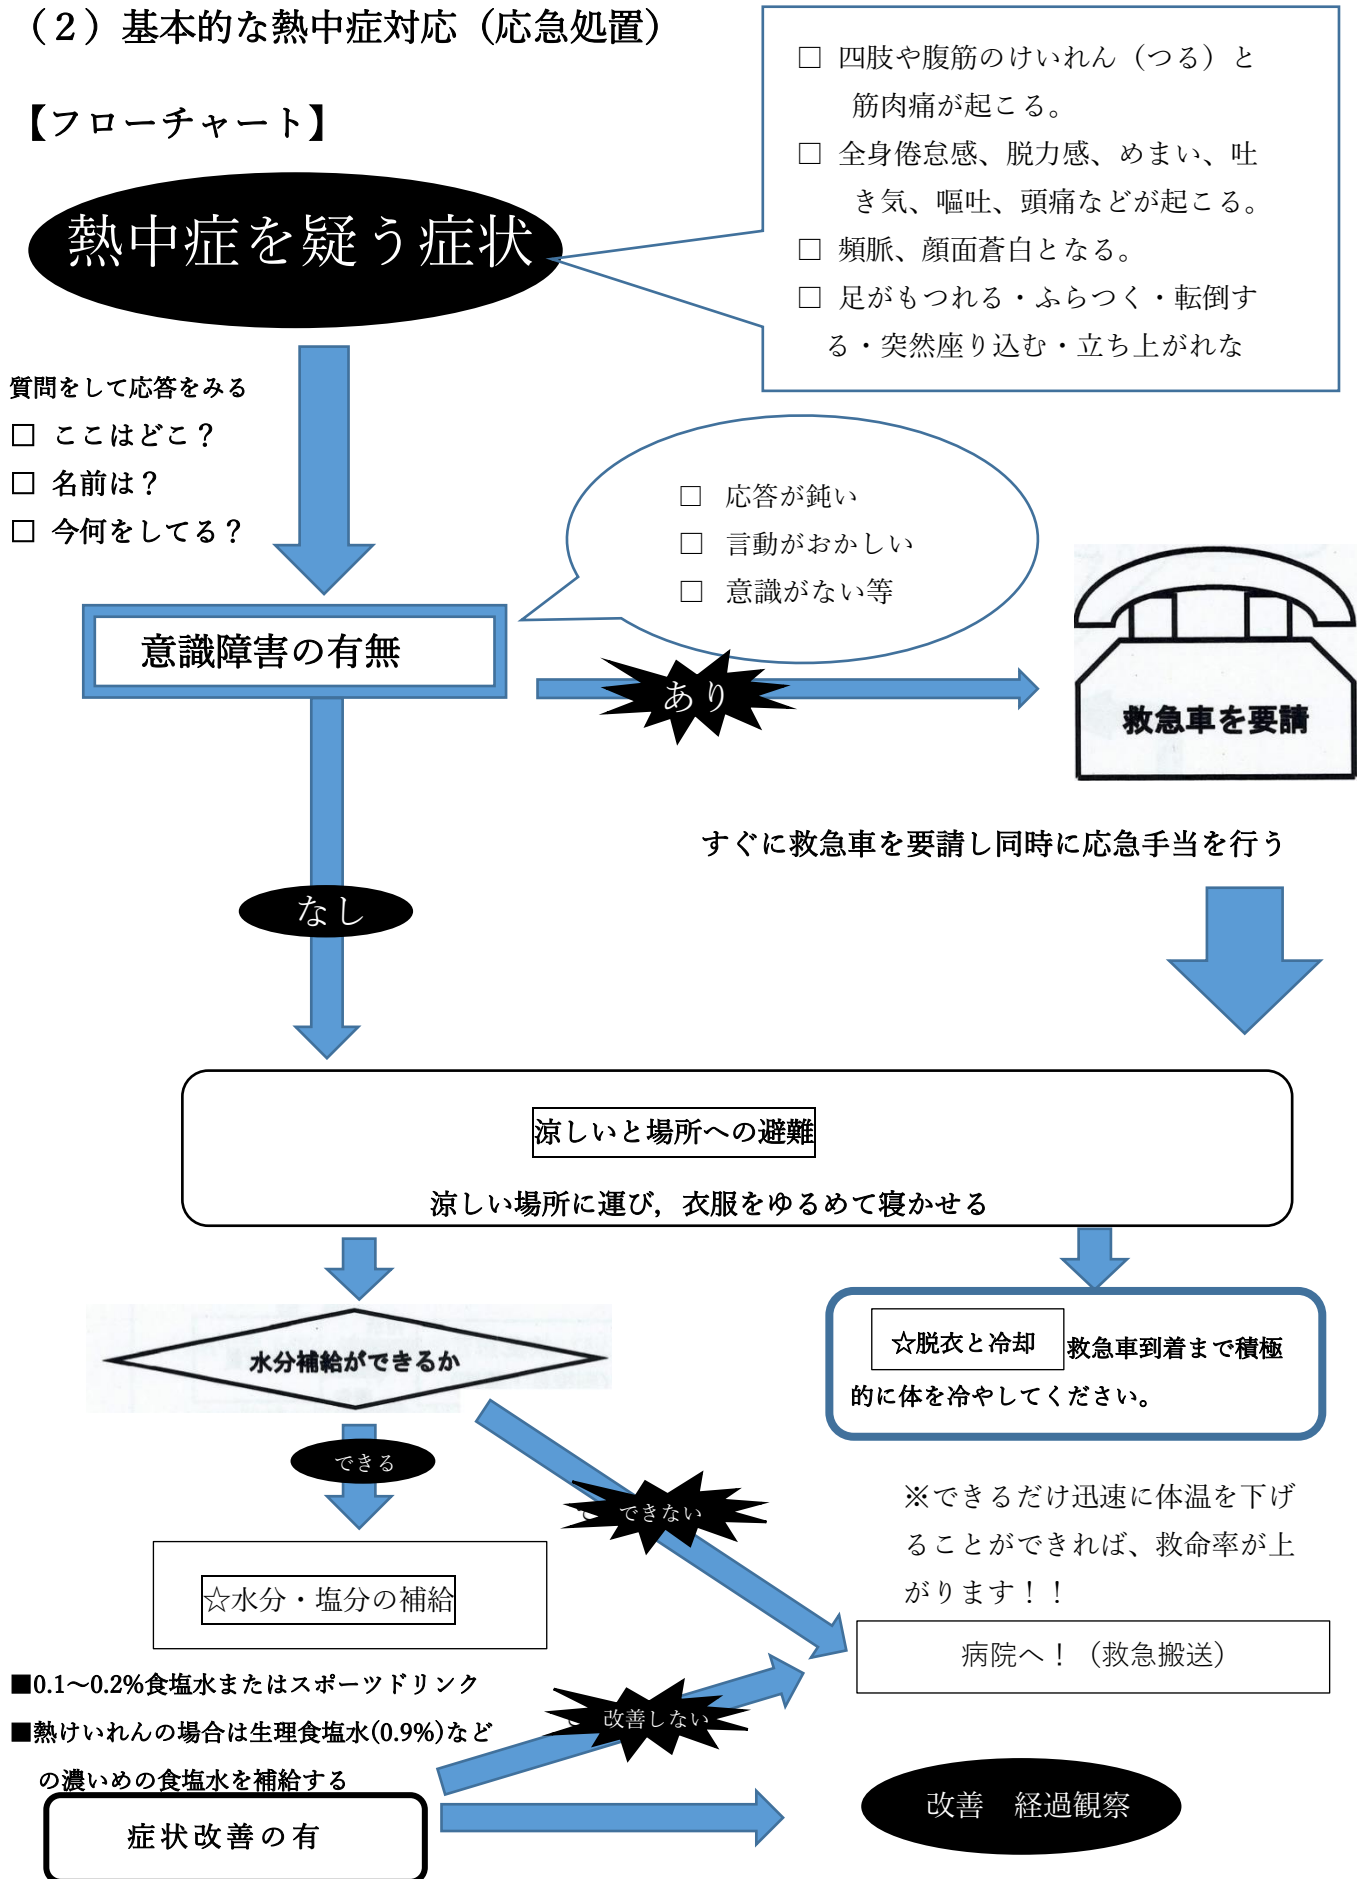 （２）基本的な熱中症対応（応急処置）
【フローチャート】
熱中症を疑う症状
□ 四肢や腹筋のけいれん（つる）と
筋肉痛が起こる。
□ 全身倦怠感、脱力感、めまい、吐
き気、嘔吐、頭痛などが起こる。
□ 頻脈、顔面蒼白となる。
□ 足がもつれる・ふらつく・転倒す
る・突然座り込む・立ち上がれな
質問をして応答をみる
□ ここはどこ？
□ 名前は？
□ 今何をしてる？
□ 応答が鈍い
□ 言動がおかしい
□ 意識がない等
意識障害の有無
あり
救急車を要請
すぐに救急車を要請し同時に応急手当を行う
なし
涼しいと場所への避難
涼しい場所に運び，衣服をゆるめて寝かせる
水分補給ができるか
☆脱衣と冷却 救急車到着まで積極
的に体を冷やしてください。
できる
できない
※できるだけ迅速に体温を下げ
ることができれば、救命率が上
がります！！
☆水分・塩分の補給
病院へ！（救急搬送）
■0.1～0.2%食塩水またはスポーツドリンク
■熱けいれんの場合は生理食塩水(0.9%)など
の濃いめの食塩水を補給する
改善しない
症状改善の有
改善　経過観察